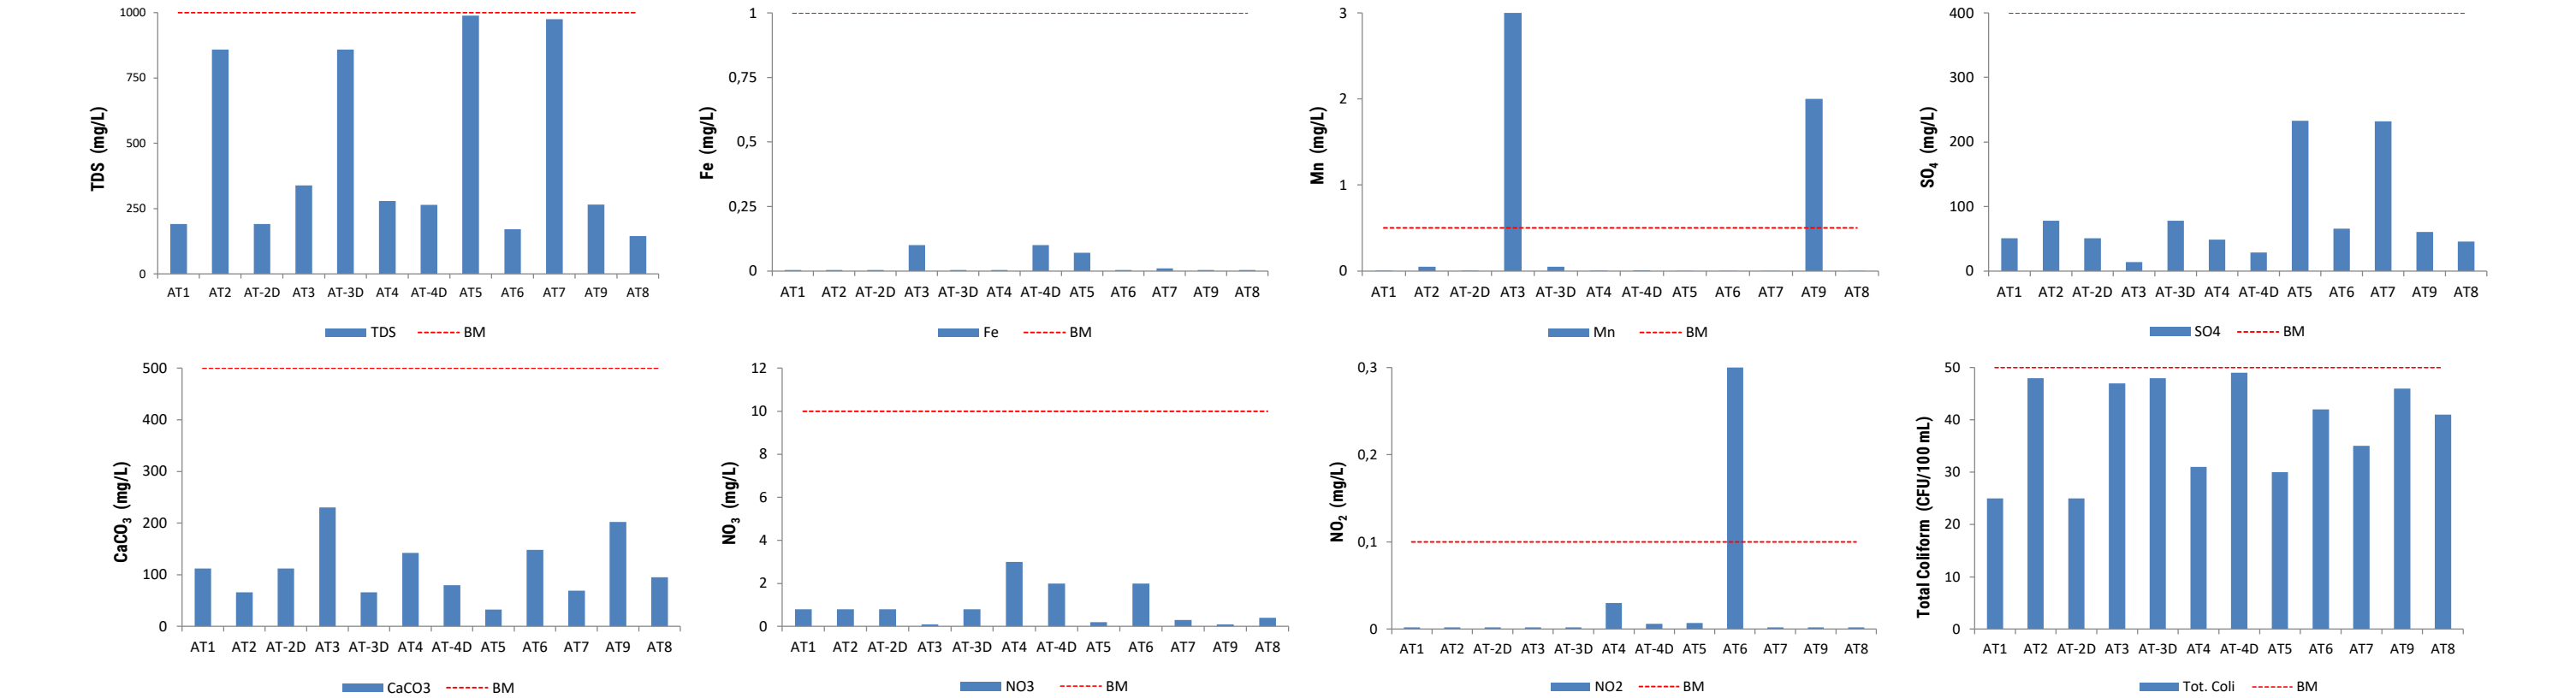 TDS (mg/L)
1000
750
500
250
0
AT1 AT2 AT-2D AT3 AT-3D AT4 AT-4D AT5 AT6 AT7 AT9 AT8
TDS BM
Fe (mg/L)
1
0,75
0,5
0,25
0
AT1 AT2 AT-2D AT3 AT-3D AT4 AT-4D AT5 AT6 AT7 AT9 AT8
Fe BM
Mn (mg/L)
3
2
1
0
AT1 AT2 AT-2D AT3 AT-3D AT4 AT-4D AT5 AT6 AT7 AT9 AT8
Mn BM
SO₄ (mg/L)
400
300
200
100
0
AT1 AT2 AT-2D AT3 AT-3D AT4 AT-4D AT5 AT6 AT7 AT9 AT8
SO4 BM
CaCO₃ (mg/L)
500
400
300
200
100
0
AT1 AT2 AT-2D AT3 AT-3D AT4 AT-4D AT5 AT6 AT7 AT9 AT8
CaCO3 BM
NO₃ (mg/L)
12
10
8
6
4
2
0
AT1 AT2 AT-2D AT3 AT-3D AT4 AT-4D AT5 AT6 AT7 AT9 AT8
NO3 BM
NO₂ (mg/L)
0,3
0,2
0,1
0
AT1 AT2 AT-2D AT3 AT-3D AT4 AT-4D AT5 AT6 AT7 AT9 AT8
NO2 BM
Total Coliform (CFU/100 mL)
50
40
30
20
10
0
AT1 AT2 AT-2D AT3 AT-3D AT4 AT-4D AT5 AT6 AT7 AT9 AT8
Tot. Coli BM